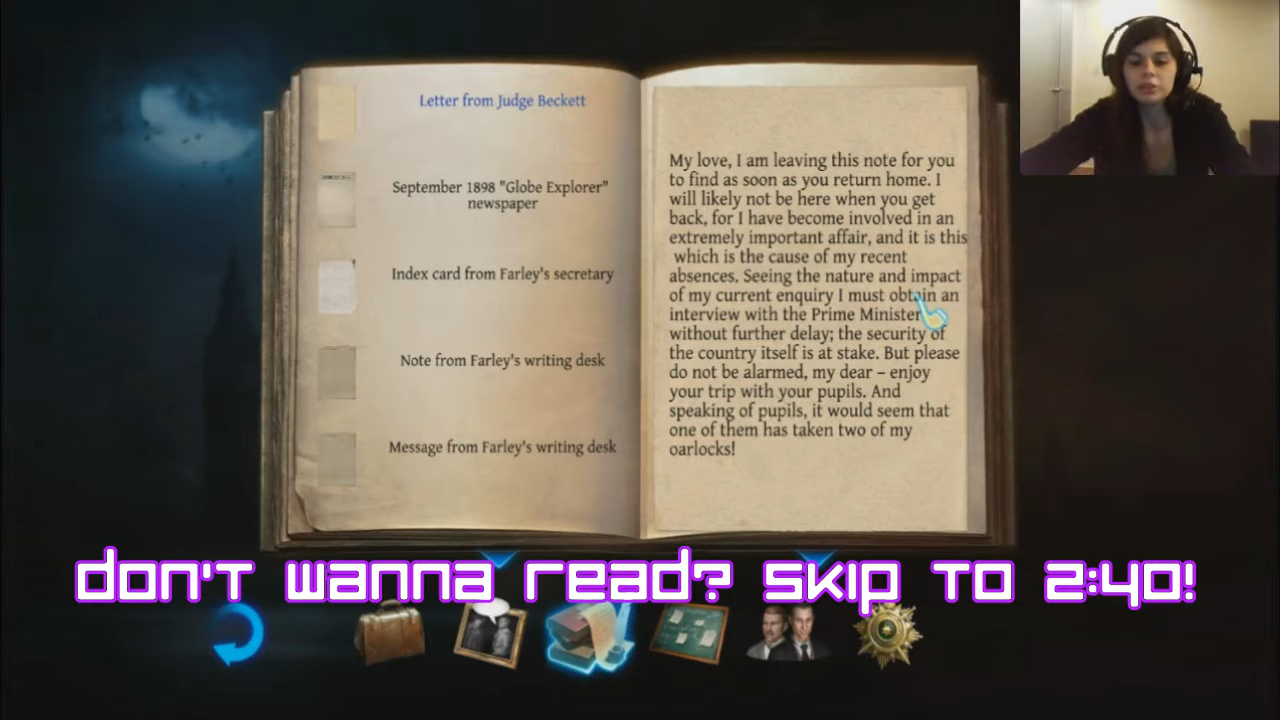 Letter from Judge Beckett
September 1898 "Globe Explorer"
newspaper
Index card from Farley's secretary
Note from Farley's writing desk
Message from Farley's writing desk
My love, I am leaving this note for you
to find as soon as you return home. I
will likely not be here when you get
back, for I have become involved in an
extremely important affair, and it is this
which is the cause of my recent
absences. Seeing the nature and impact
of my current enquiry I must obtain an
interview with the Prime Minister
without further delay; the security of
the country itself is at stake. But please
do not be alarmed, my dear – enjoy
your trip with your pupils. And
speaking of pupils, it would seem that
one of them has taken two of my
oarlocks!
don't wanna read? skip to 2:40!